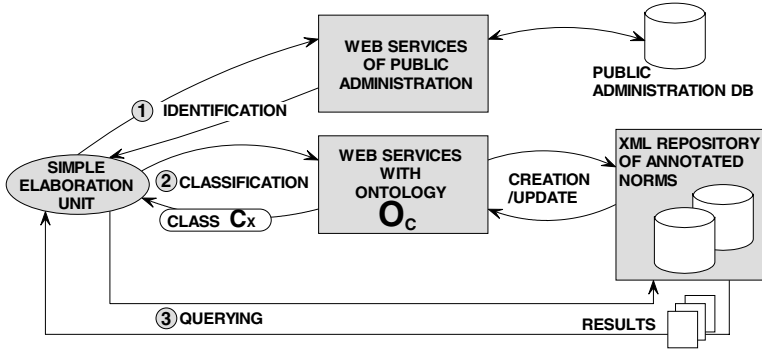 WEB SERVICES
OF PUBLIC
ADMINISTRATION
PUBLIC
ADMINISTRATION DB
1 IDENTIFICATION
SIMPLE
ELABORATION
UNIT
2 CLASSIFICATION
CLASS Cx
WEB SERVICES
WITH
ONTOLOGY
Oc
CREATION
/UPDATE
XML REPOSITORY
OF ANNOTATED
NORMS
3 QUERYING
RESULTS